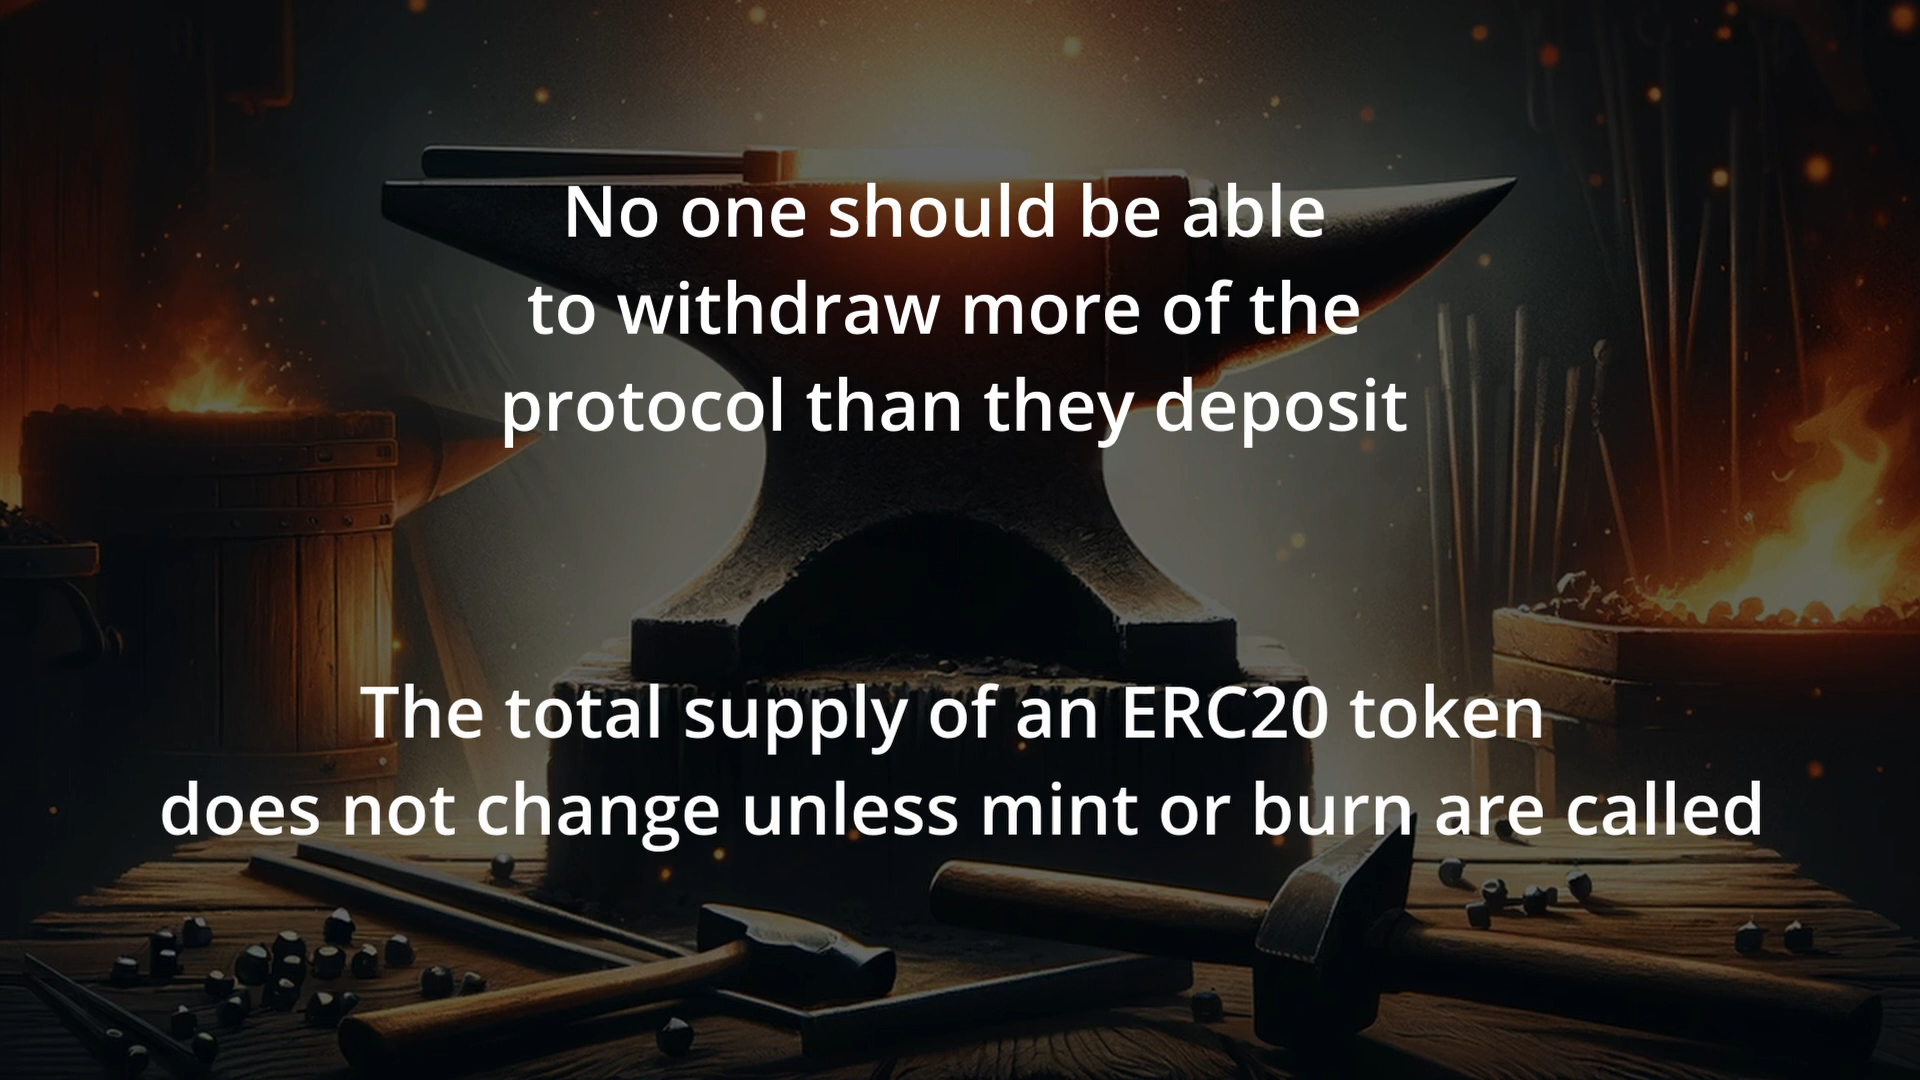 No one should be able
to withdraw more of the
protocol than they deposit
The total supply of an ERC20 token
does not change unless mint or burn are called